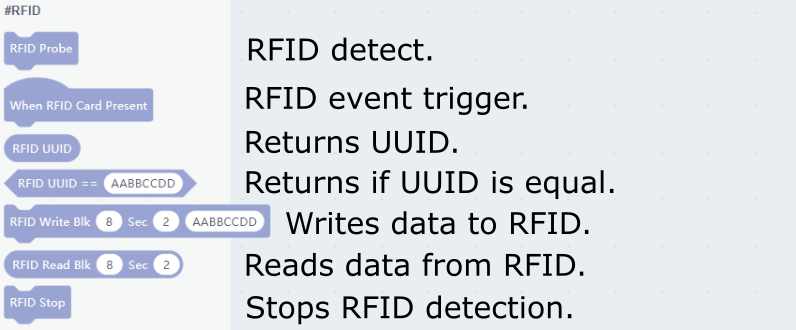 #RFID
RFID Probe RFID detect.
When RFID Card Present RFID event trigger.
RFID UUID Returns UUID.
RFID UUID == AABBCCDD Returns if UUID is equal.
RFID Write Blk 8 Sec 2 AABBCCDD Writes data to RFID.
RFID Read Blk 8 Sec 2 Reads data from RFID.
RFID Stop Stops RFID detection.